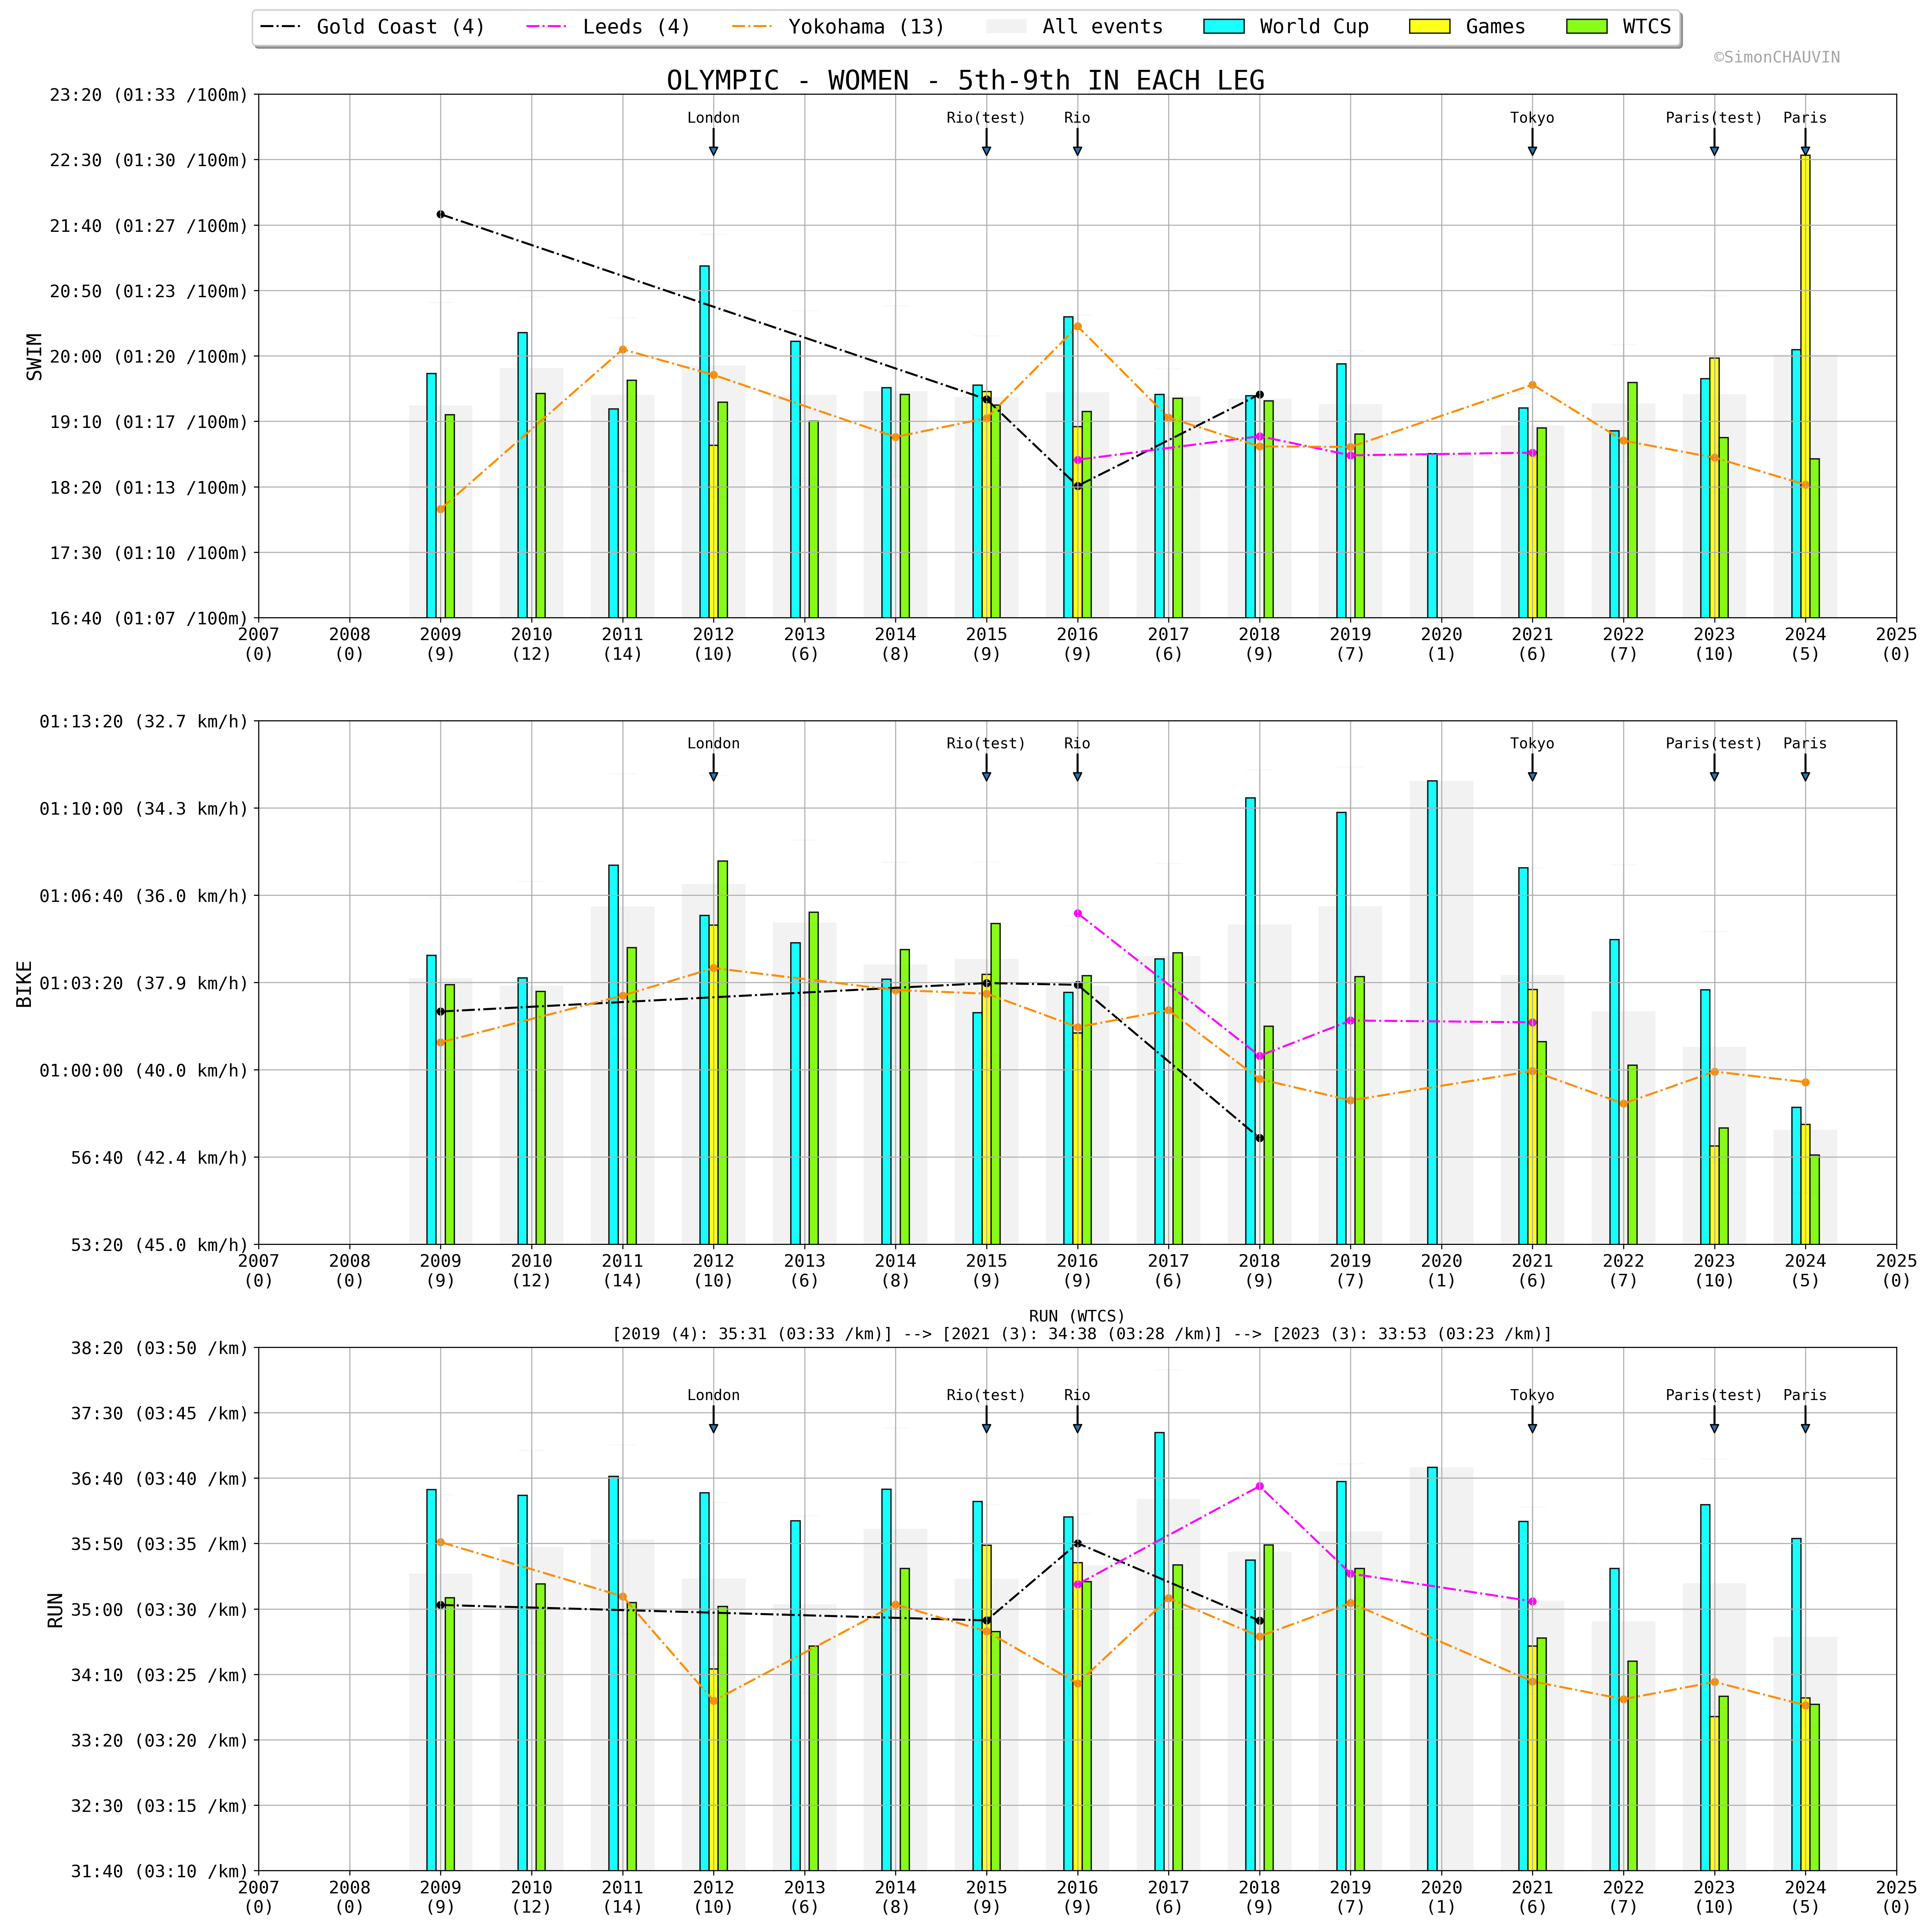 Gold Coast (4) Leeds (4) Yokohama (13) All events World Cup Games WTCS
©SimonCHAUVIN
OLYMPIC - WOMEN - 5th-9th IN EACH LEG
SWIM
23:20 (01:33 /100m)
22:30 (01:30 /100m)
21:40 (01:27 /100m)
20:50 (01:23 /100m)
20:00 (01:20 /100m)
19:10 (01:17 /100m)
18:20 (01:13 /100m)
17:30 (01:10 /100m)
16:40 (01:07 /100m)
London Rio(test) Rio Tokyo Paris(test) Paris
2007 2008 2009 2010 2011 2012 2013 2014 2015 2016 2017 2018 2019 2020 2021 2022 2023 2024 2025
(0) (0) (9) (12) (14) (10) (6) (8) (9) (9) (6) (9) (7) (1) (6) (7) (10) (5) (0)
BIKE
01:13:20 (32.7 km/h)
01:10:00 (34.3 km/h)
01:06:40 (36.0 km/h)
01:03:20 (37.9 km/h)
01:00:00 (40.0 km/h)
56:40 (42.4 km/h)
53:20 (45.0 km/h)
London Rio(test) Rio Tokyo Paris(test) Paris
2007 2008 2009 2010 2011 2012 2013 2014 2015 2016 2017 2018 2019 2020 2021 2022 2023 2024 2025
(0) (0) (9) (12) (14) (10) (6) (8) (9) (9) (6) (9) (7) (1) (6) (7) (10) (5) (0)
RUN (WTCS)
[2019 (4): 35:31 (03:33 /km)] --> [2021 (3): 34:38 (03:28 /km)] --> [2023 (3): 33:53 (03:23 /km)]
RUN
38:20 (03:50 /km)
37:30 (03:45 /km)
36:40 (03:40 /km)
35:50 (03:35 /km)
35:00 (03:30 /km)
34:10 (03:25 /km)
33:20 (03:20 /km)
32:30 (03:15 /km)
31:40 (03:10 /km)
London Rio(test) Rio Tokyo Paris(test) Paris
2007 2008 2009 2010 2011 2012 2013 2014 2015 2016 2017 2018 2019 2020 2021 2022 2023 2024 2025
(0) (0) (9) (12) (14) (10) (6) (8) (9) (9) (6) (9) (7) (1) (6) (7) (10) (5) (0)